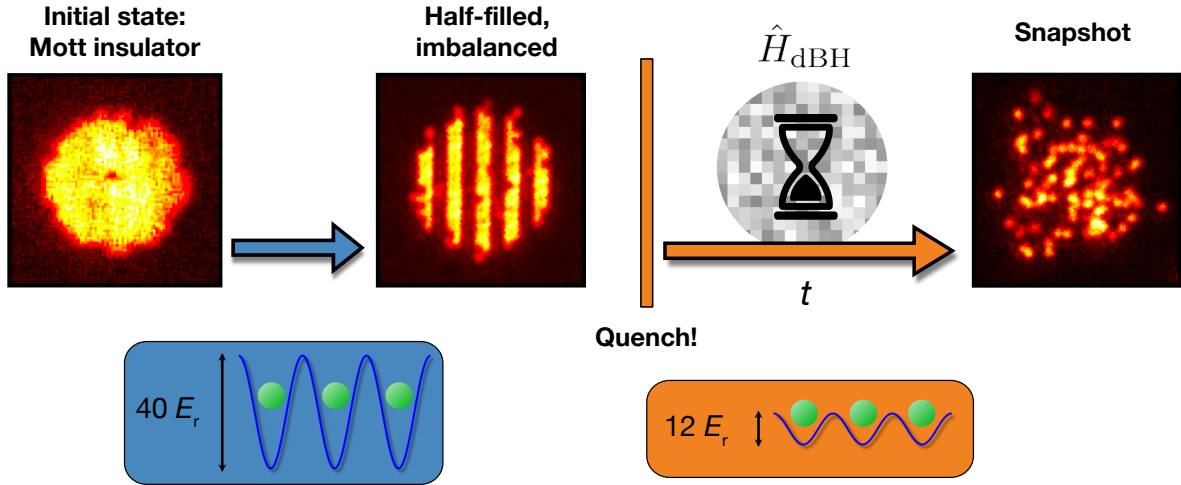 Initial state:
Mott insulator
Half-filled,
imbalanced
Ĥ_dBH
Snapshot
t
Quench!
40 E_r
12 E_r